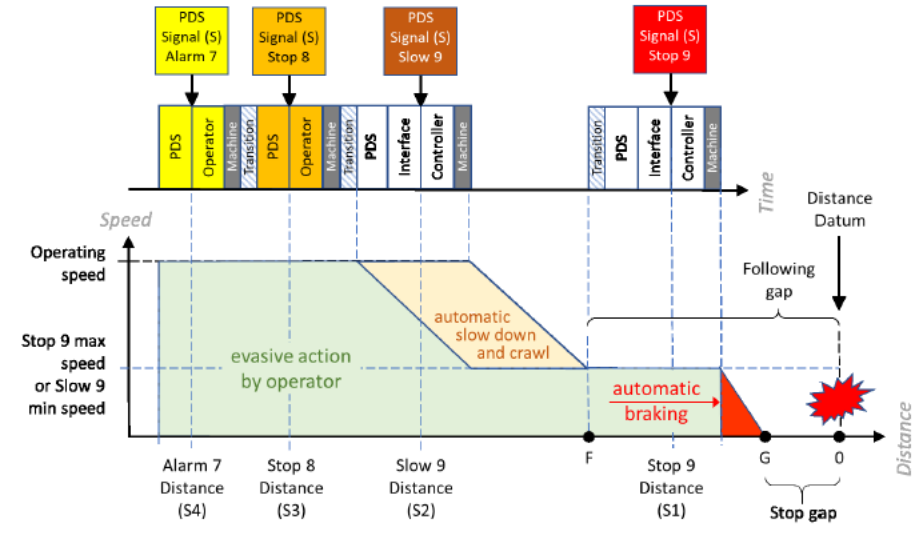 PDS
Signal (S)
Alarm 7
PDS
Signal (S)
Stop 8
PDS
Signal (S)
Slow 9
PDS
Signal (S)
Stop 9
PDS
Operator
Machine
Transition
PDS
Operator
Machine
Transition
PDS
Interface
Controller
Machine
Transition
PDS
Interface
Controller
Machine
Time
Speed
Distance
Datum
Operating
speed
Following
gap
Stop 9 max
speed
or Slow 9
min speed
automatic
slow down
and crawl
evasive action
by operator
automatic
braking
F
G
0
Distance
Alarm 7
Distance
(S4)
Stop 8
Distance
(S3)
Slow 9
Distance
(S2)
Stop 9
Distance
(S1)
Stop gap